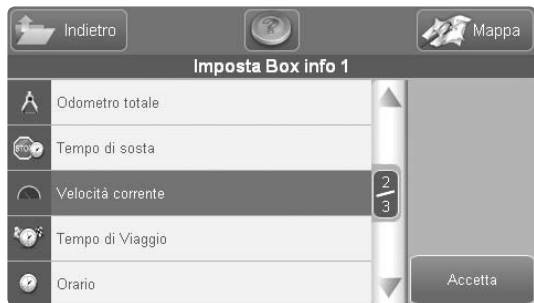 Indietro
?
Mappa
Imposta Box info 1
Odometro totale
STOP
Tempo di sosta
Velocità corrente
2
3
Tempo di Viaggio
Orario
Accetta